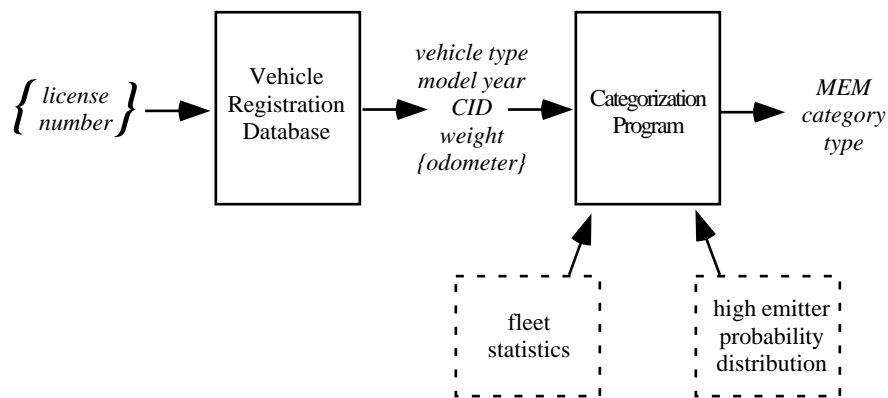 { license
number }
Vehicle
Registration
Database
vehicle type
model year
CID
weight
{odometer}
Categorization
Program
MEM
category
type
fleet
statistics
high emitter
probability
distribution